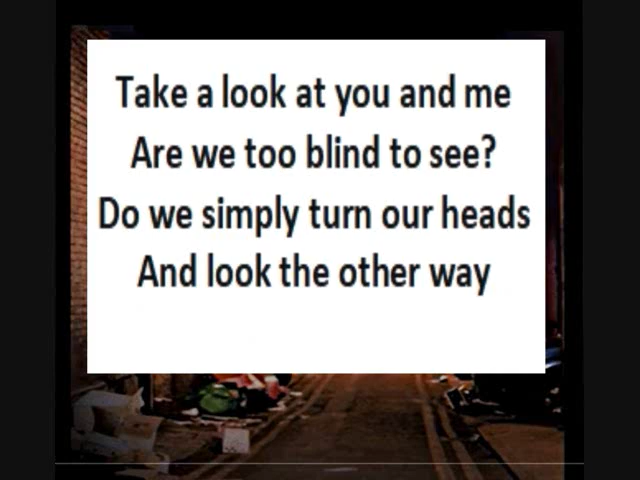 Take a look at you and me
Are we too blind to see?
Do we simply turn our heads
And look the other way